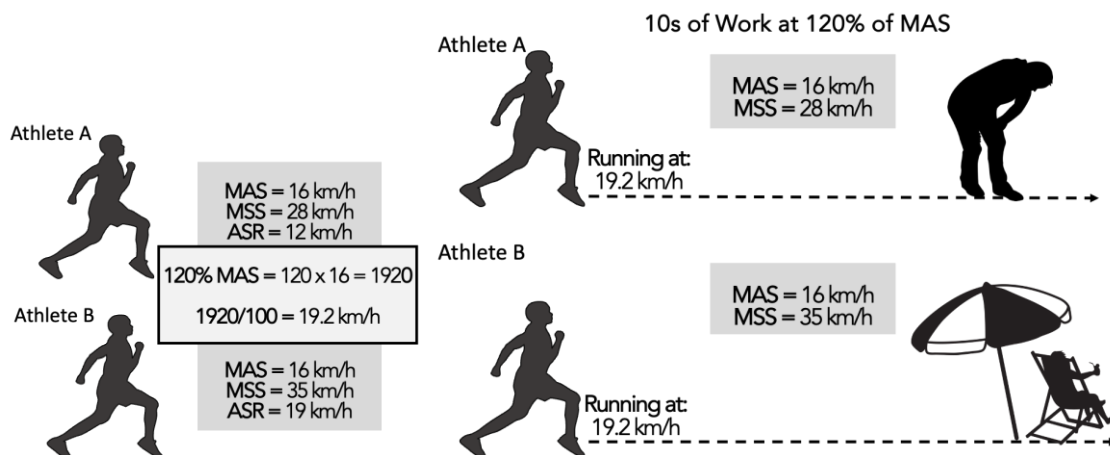 Athlete A
MAS = 16 km/h
MSS = 28 km/h
ASR = 12 km/h
120% MAS = 120 x 16 = 1920
1920/100 = 19.2 km/h
Athlete B
MAS = 16 km/h
MSS = 35 km/h
ASR = 19 km/h
10s of Work at 120% of MAS
Athlete A
MAS = 16 km/h
MSS = 28 km/h
Running at:
19.2 km/h
Athlete B
MAS = 16 km/h
MSS = 35 km/h
Running at:
19.2 km/h